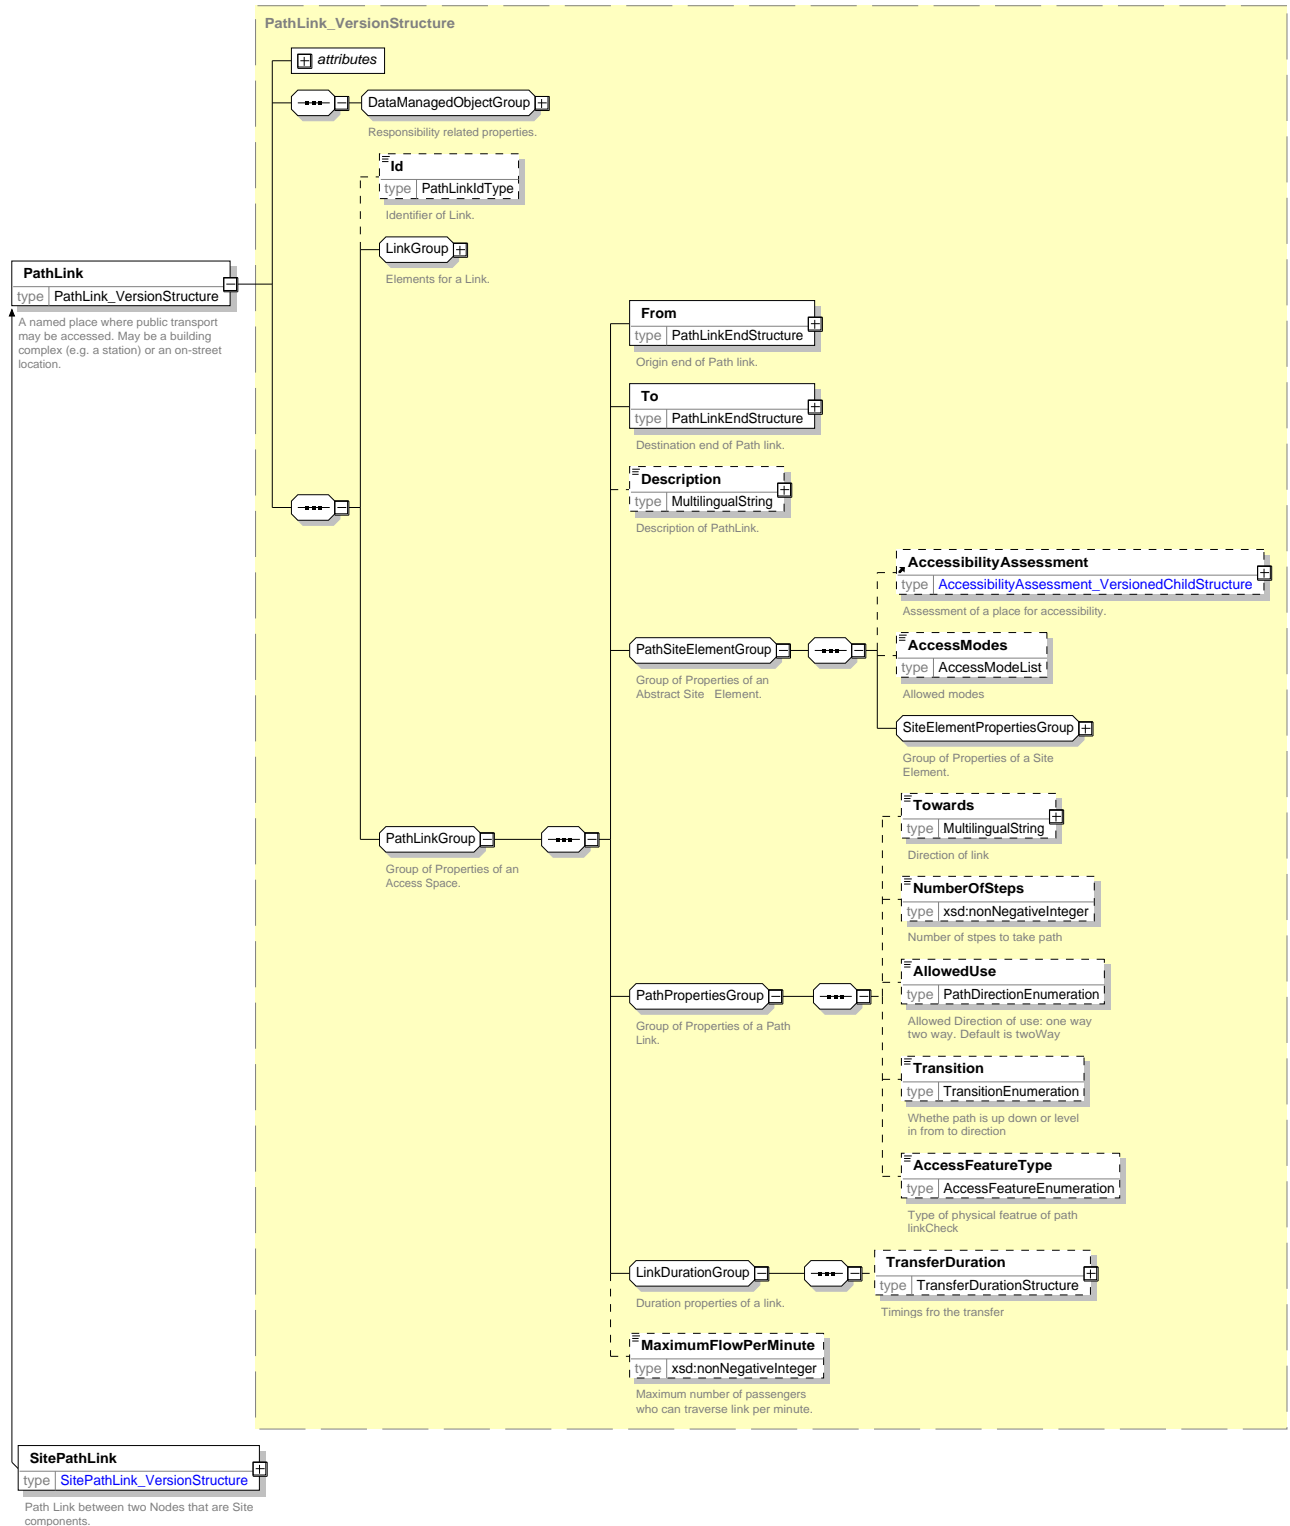 PathLink_VersionStructure
attributes
DataManagedObjectGroup
Responsibility related properties.
Id
type PathLinkIdType
Identifier of Link.
LinkGroup
Elements for a Link.
PathLink
type PathLink_VersionStructure
A named place where public transport
may be accessed. May be a building
complex (e.g. a station) or an on-street
location.
From
type PathLinkEndStructure
Origin end of Path link.
To
type PathLinkEndStructure
Destination end of Path link.
Description
type MultilingualString
Description of PathLink.
AccessibilityAssessment
type AccessibilityAssessment_VersionedChildStructure
Assessment of a place for accessibility.
PathSiteElementGroup
Group of Properties of an
Abstract Site Element.
AccessModes
type AccessModeList
Allowed modes
SiteElementPropertiesGroup
Group of Properties of a Site
Element.
PathLinkGroup
Group of Properties of an
Access Space.
Towards
type MultilingualString
Direction of link
NumberOfSteps
type xsd:nonNegativeInteger
Number of stpes to take path
AllowedUse
type PathDirectionEnumeration
Allowed Direction of use: one way
two way. Default is twoWay
PathPropertiesGroup
Group of Properties of a Path
Link.
Transition
type TransitionEnumeration
Whethe path is up down or level
in from to direction
AccessFeatureType
type AccessFeatureEnumeration
Type of physical featrue of path
linkCheck
LinkDurationGroup
Duration properties of a link.
TransferDuration
type TransferDurationStructure
Timings fro the transfer
MaximumFlowPerMinute
type xsd:nonNegativeInteger
Maximum number of passengers
who can traverse link per minute.
SitePathLink
type SitePathLink_VersionStructure
Path Link between two Nodes that are Site
components.